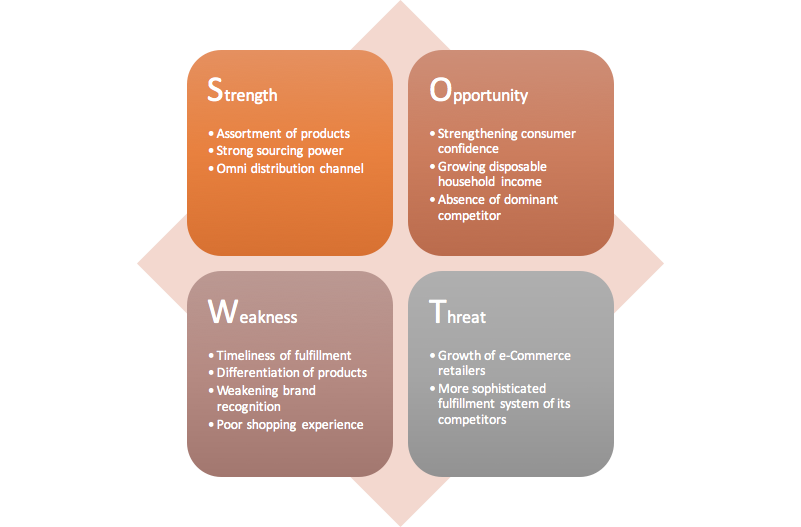 Strength
• Assortment of products
• Strong sourcing power
• Omni distribution channel
Opportunity
• Strengthening consumer
confidence
• Growing disposable
household income
• Absence of dominant
competitor
Weakness
• Timeliness of fulfillment
• Differentiation of products
• Weakening brand
recognition
• Poor shopping experience
Threat
• Growth of e-Commerce
retailers
• More sophisticated
fulfillment system of its
competitors